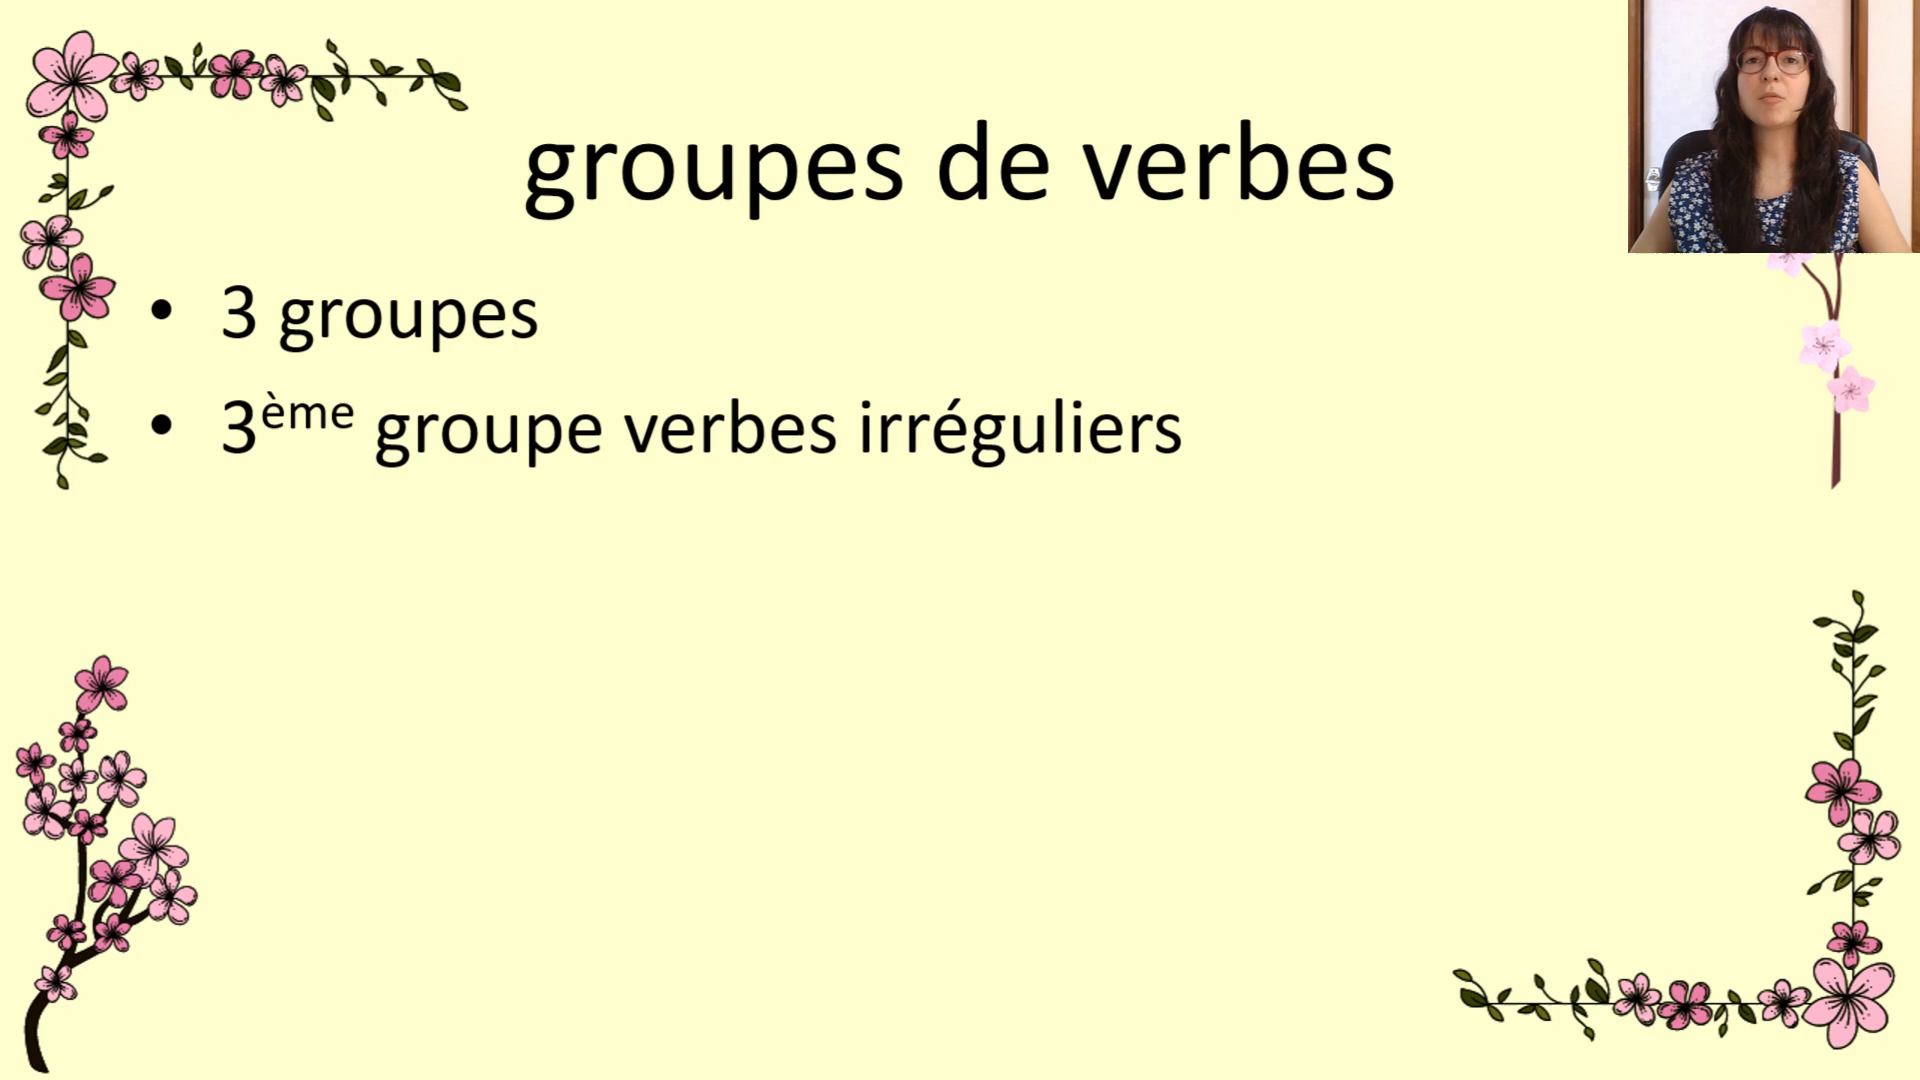 groupes de verbes
• 3 groupes
• 3ème groupe verbes irréguliers